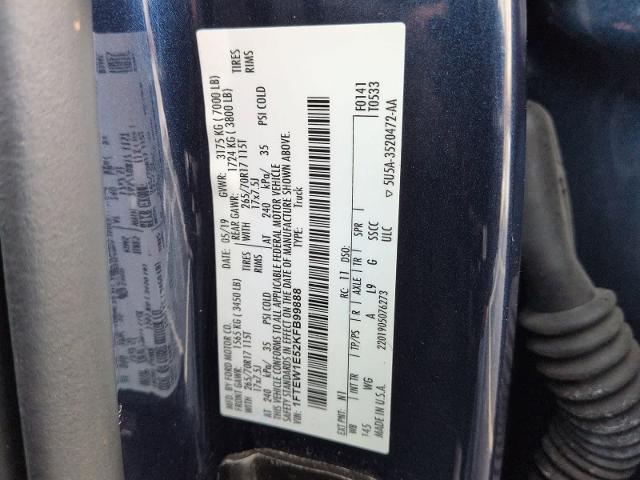 MFD. BY FORD MOTOR CO.
DATE: 05/19 GVWR: 3175 KG ( 7000 LB)
FRONT GAWR: 1565 KG ( 3450 LB) REAR GAWR: 1724 KG ( 3800 LB)
WITH 265/70R17 115T TIRES WITH 265/70R17 115T TIRES
17x7.5J RIMS 17x7.5J RIMS
AT 240 kPa/ 35 PSI COLD AT 240 kPa/ 35 PSI COLD
THIS VEHICLE CONFORMS TO ALL APPLICABLE FEDERAL MOTOR VEHICLE
SAFETY STANDARDS IN EFFECT ON THE DATE OF MANUFACTURE SHOWN ABOVE.
VIN: 1FTEW1E52KFB99888 TYPE: Truck
F0141
T0533
EXT PNT: N1 RC: 11 DSO:
WB INT TR TP/PS R AXLE TR SPR
145 WG A L9 G SSCC
MADE IN U.S.A. 2201905076273 ULC
▽ 5U5A-3520472-AA